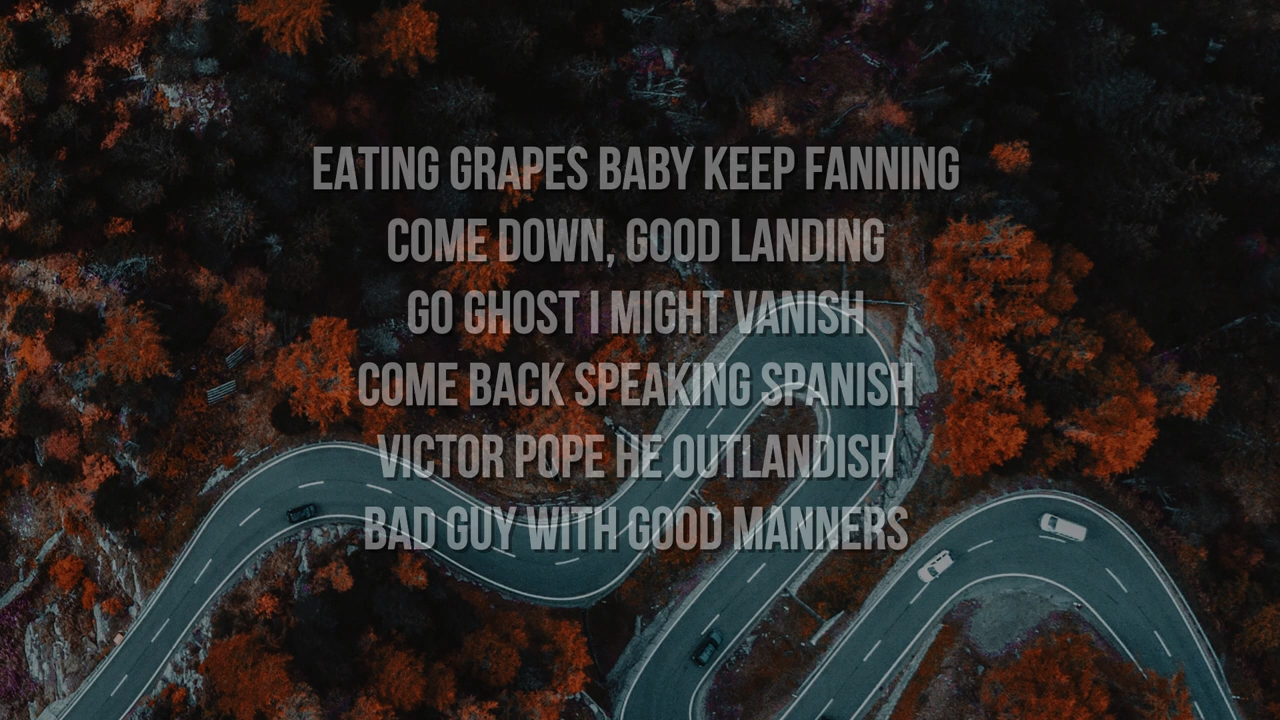 EATING GRAPES BABY KEEP FANNING
COME DOWN, GOOD LANDING
GO GHOST I MIGHT VANISH
COME BACK SPEAKING SPANISH
VICTOR POPE HE OUTLANDISH
BAD GUY WITH GOOD MANNERS